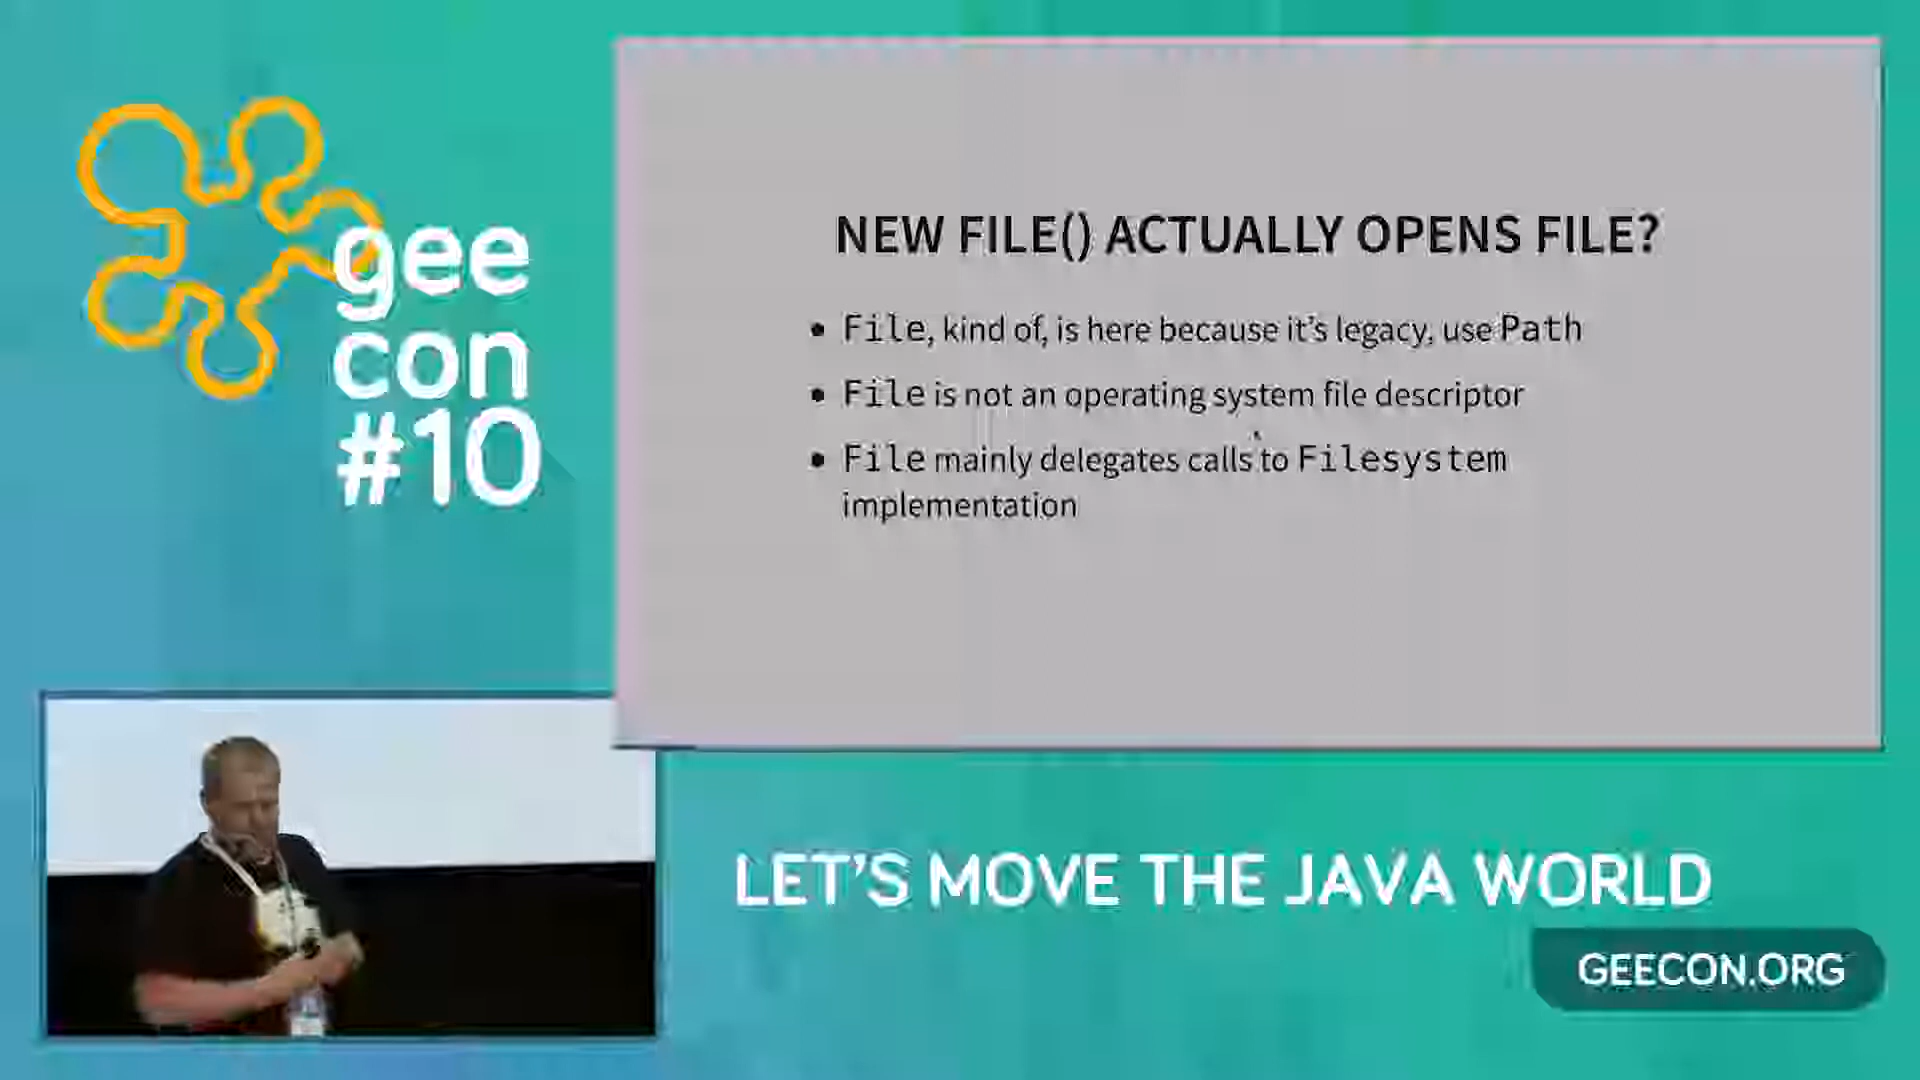 gee
con
#10
NEW FILE() ACTUALLY OPENS FILE?
• File, kind of, is here because it's legacy, use Path
• File is not an operating system file descriptor
• File mainly delegates calls to Filesystem
implementation
LET'S MOVE THE JAVA WORLD
GEECON.ORG